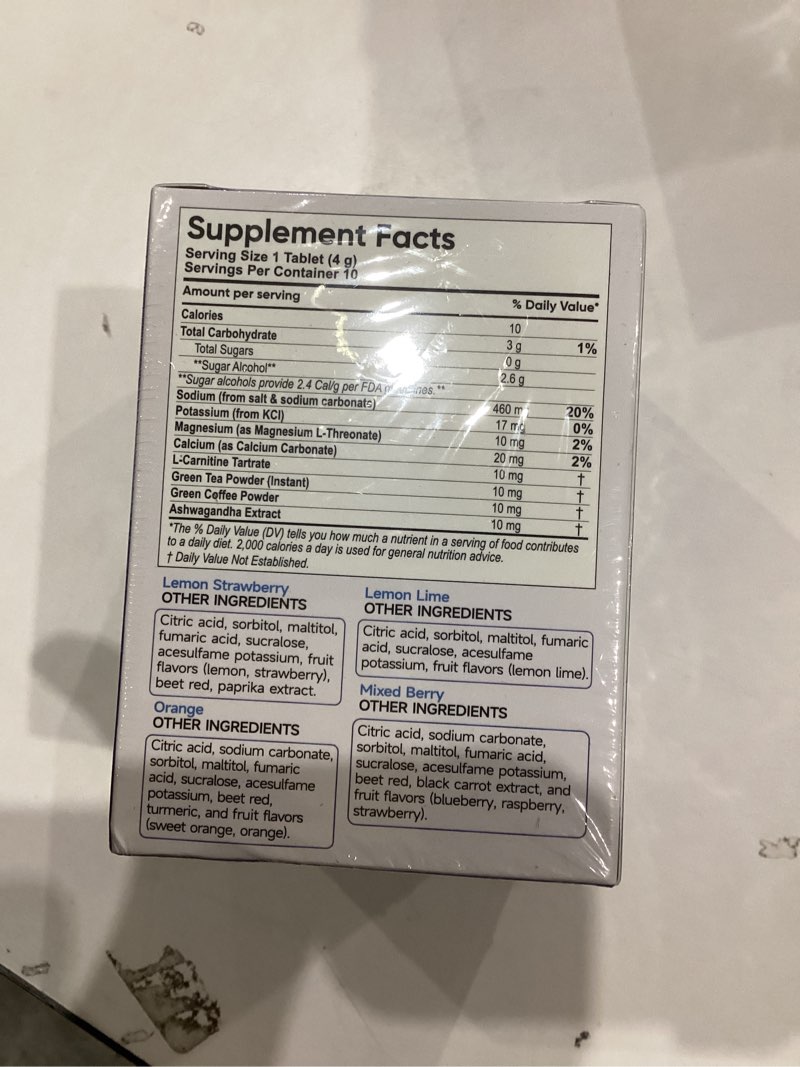 Supplement Facts
Serving Size 1 Tablet (4 g)
Servings Per Container 10
Amount per serving % Daily Value*
Calories 10
Total Carbohydrate 3 g 1%
Total Sugars 0 g
**Sugar Alcohol** 2.6 g
**Sugar alcohols provide 2.4 Cal/g per FDA **
Sodium (from salt & sodium carbonate) 460 m 20%
Potassium (from KCl) 17 mg 0%
Magnesium (as Magnesium L-Threonate) 10 mg 2%
Calcium (as Calcium Carbonate) 20 mg 2%
L-Carnitine Tartrate 10 mg †
Green Tea Powder (Instant) 10 mg †
Green Coffee Powder 10 mg †
Ashwagandha Extract 10 mg †
*The % Daily Value (DV) tells you how much a nutrient in a serving of food contributes
to a daily diet. 2,000 calories a day is used for general nutrition advice.
† Daily Value Not Established.
Lemon Strawberry
OTHER INGREDIENTS
Citric acid, sorbitol, maltitol,
fumaric acid, sucralose,
acesulfame potassium, fruit
flavors (lemon, strawberry),
beet red, paprika extract.
Lemon Lime
OTHER INGREDIENTS
Citric acid, sorbitol, maltitol, fumaric
acid, sucralose, acesulfame
potassium, fruit flavors (lemon lime).
Orange
OTHER INGREDIENTS
Citric acid, sodium carbonate,
sorbitol, maltitol, fumaric
acid, sucralose, acesulfame
potassium, beet red,
turmeric, and fruit flavors
(sweet orange, orange).
Mixed Berry
OTHER INGREDIENTS
Citric acid, sodium carbonate,
sorbitol, maltitol, fumaric acid,
sucralose, acesulfame potassium,
beet red, black carrot extract, and
fruit flavors (blueberry, raspberry,
strawberry).